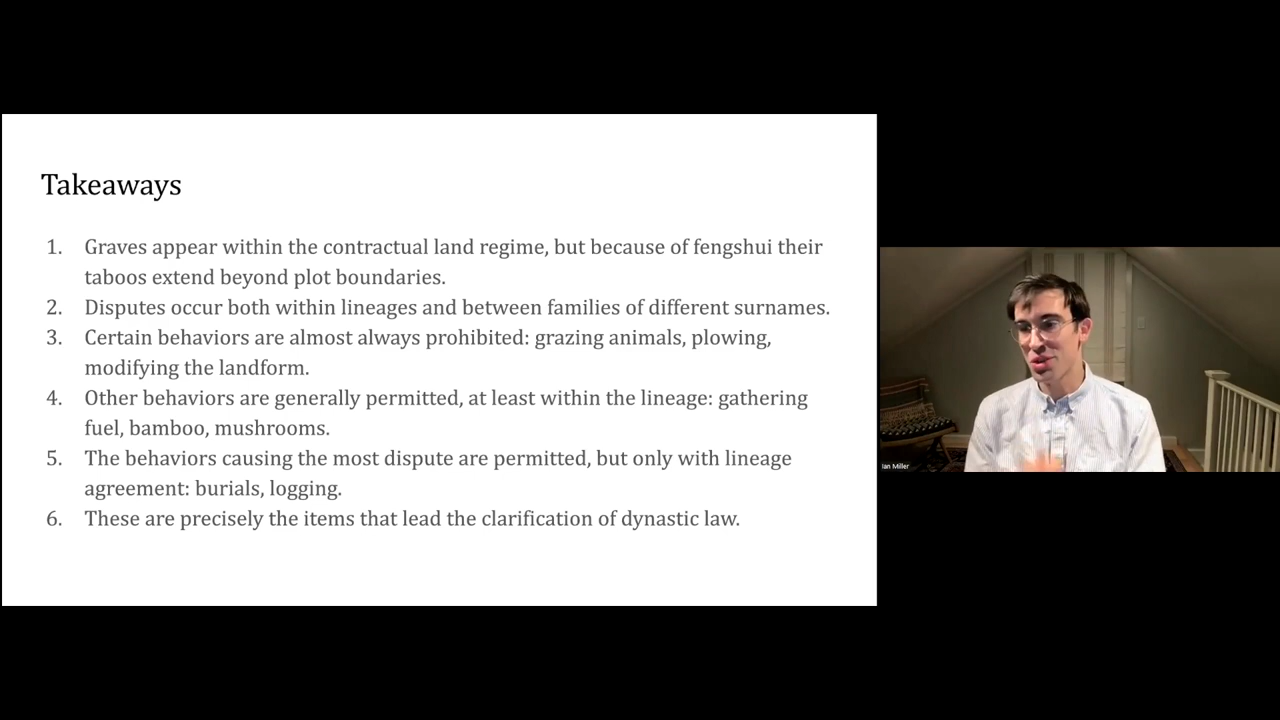 Takeaways
1. Graves appear within the contractual land regime, but because of fengshui their
taboos extend beyond plot boundaries.
2. Disputes occur both within lineages and between families of different surnames.
3. Certain behaviors are almost always prohibited: grazing animals, plowing,
modifying the landform.
4. Other behaviors are generally permitted, at least within the lineage: gathering
fuel, bamboo, mushrooms.
5. The behaviors causing the most dispute are permitted, but only with lineage
agreement: burials, logging.
6. These are precisely the items that lead the clarification of dynastic law.
Ian Miller